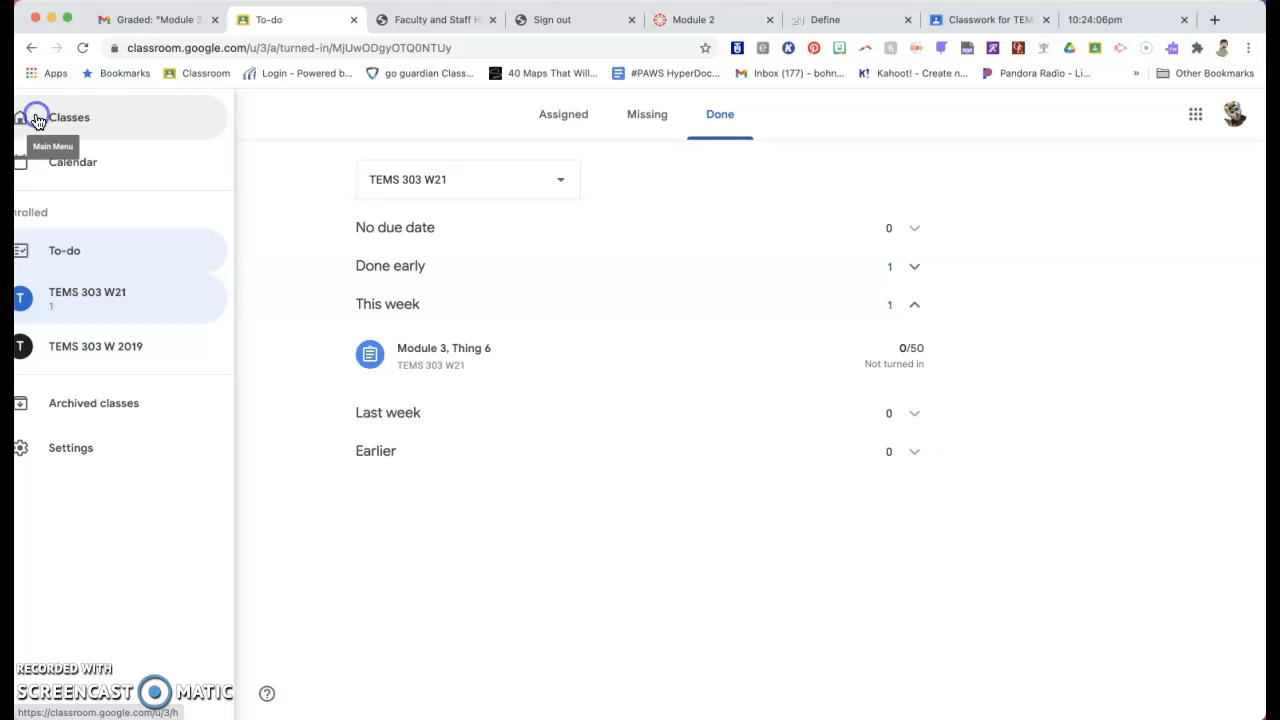 Graded: "Module 3,
To-do
Faculty and Staff H
Sign out
Module 2
Define
Classwork for TEM
10:24:06pm
classroom.google.com/u/3/a/turned-in/MjUwODgyOTQ0NTUy
Apps
Bookmarks
Classroom
Login - Powered b...
go guardian Class...
40 Maps That Will...
#PAWS HyperDoc...
Inbox (177) - bohn...
Kahoot! - Create n...
Pandora Radio - Li...
»
Other Bookmarks
Classes
Main Menu
Calendar
nrolled
To-do
T
TEMS 303 W21
1
T
TEMS 303 W 2019
Archived classes
Settings
Assigned
Missing
Done
TEMS 303 W21
No due date
0
Done early
1
This week
1
Module 3, Thing 6
0/50
TEMS 303 W21
Not turned in
Last week
0
Earlier
0
RECORDED WITH
SCREENCAST MATIC
https://classroom.google.com/u/3/h